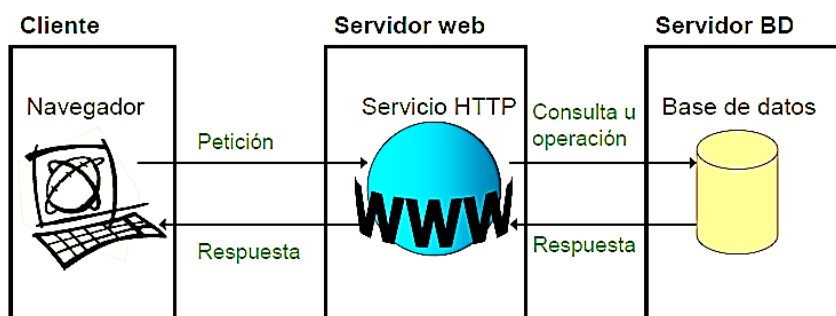 Cliente
Servidor web
Servidor BD
Navegador
Servicio HTTP
Consulta u
operación
Base de datos
Petición
WWW
Respuesta
Respuesta